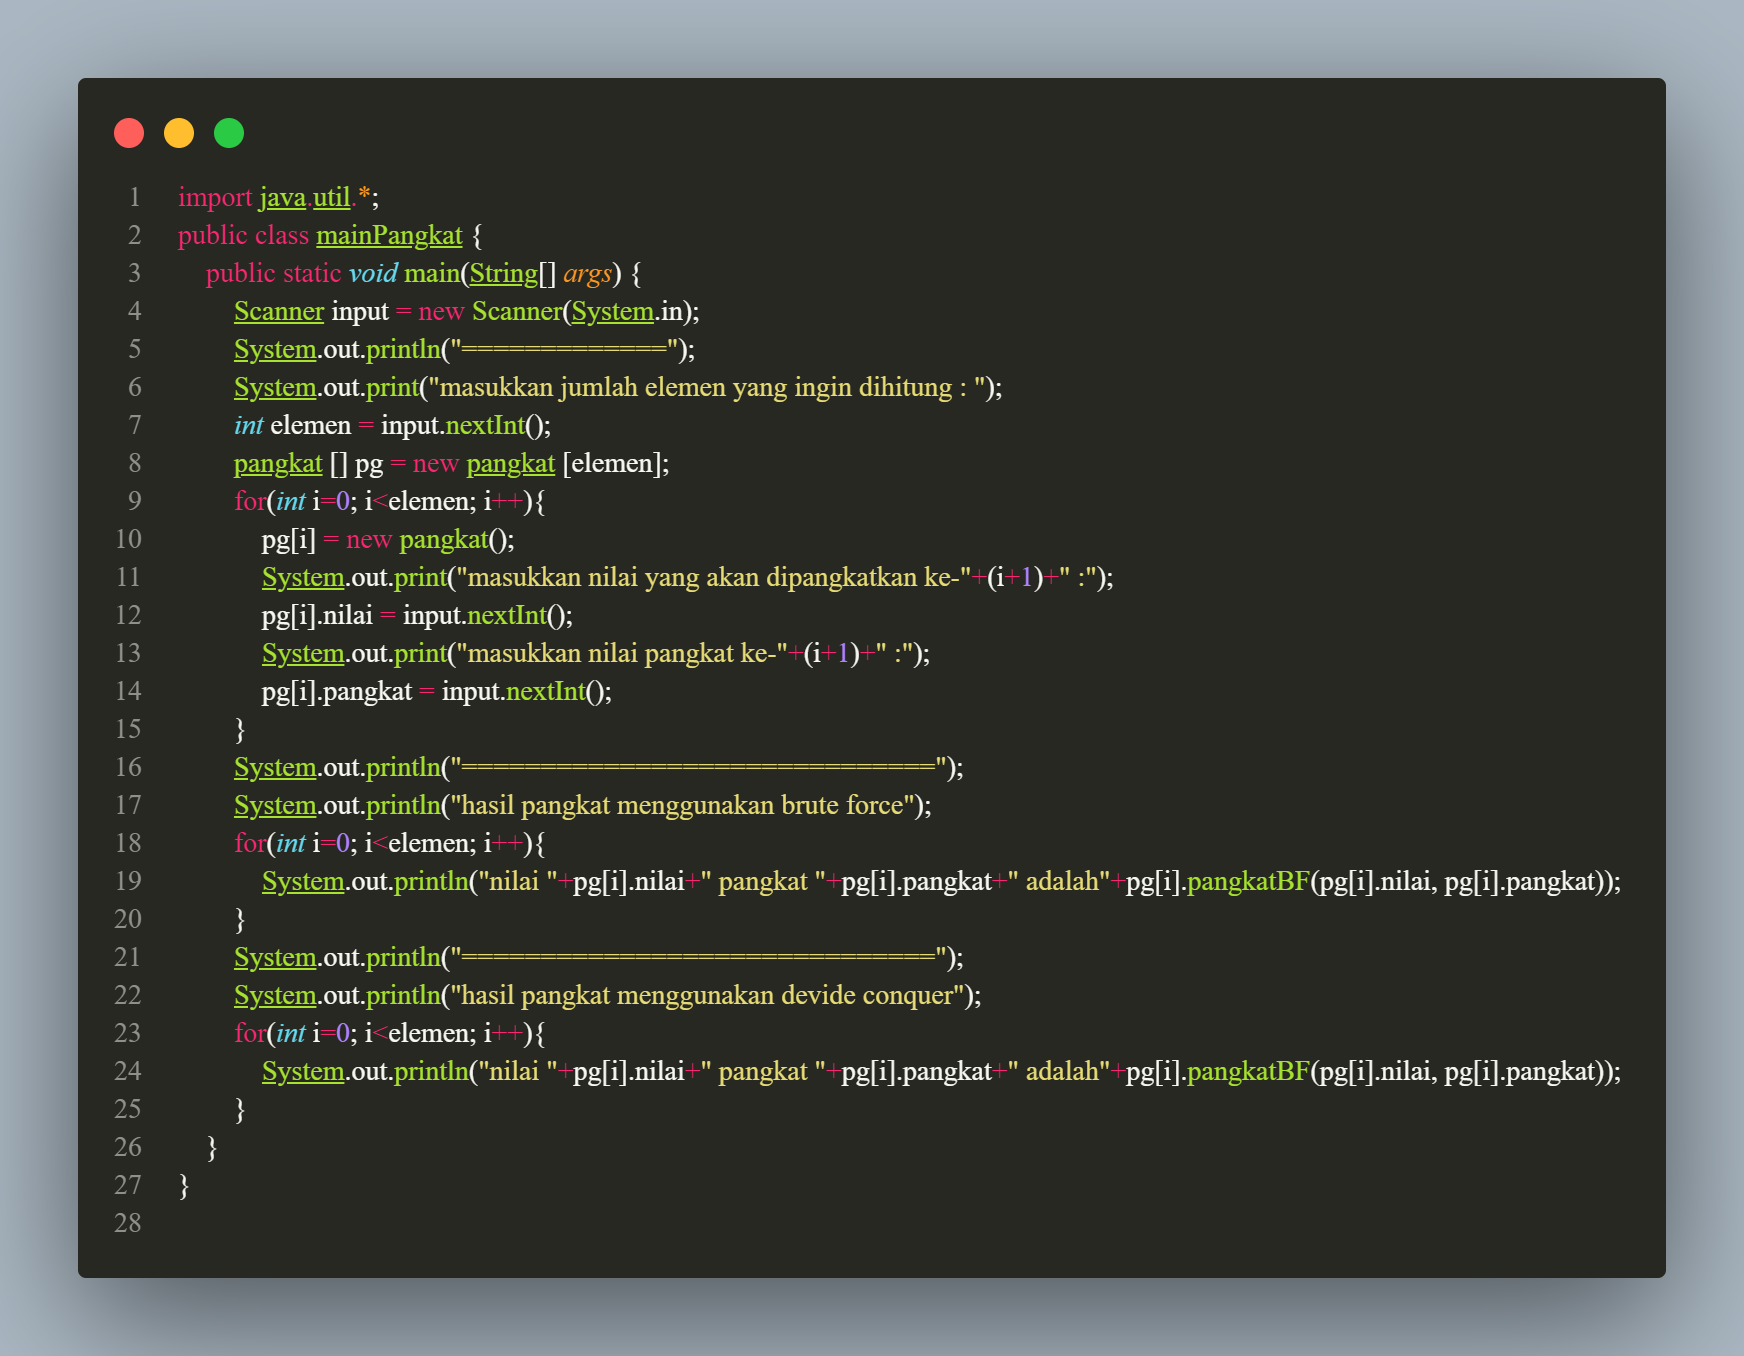 1 import java.util.*;
2 public class mainPangkat {
3     public static void main(String[] args) {
4         Scanner input = new Scanner(System.in);
5         System.out.println("=============");
6         System.out.print("masukkan jumlah elemen yang ingin dihitung : ");
7         int elemen = input.nextInt();
8         pangkat [] pg = new pangkat [elemen];
9         for(int i=0; i<elemen; i++){
10             pg[i] = new pangkat();
11             System.out.print("masukkan nilai yang akan dipangkatkan ke-"+(i+1)+" :");
12             pg[i].nilai = input.nextInt();
13             System.out.print("masukkan nilai pangkat ke-"+(i+1)+" :");
14             pg[i].pangkat = input.nextInt();
15         }
16         System.out.println("==============================");
17         System.out.println("hasil pangkat menggunakan brute force");
18         for(int i=0; i<elemen; i++){
19             System.out.println("nilai "+pg[i].nilai+" pangkat "+pg[i].pangkat+" adalah"+pg[i].pangkatBF(pg[i].nilai, pg[i].pangkat));
20         }
21         System.out.println("==============================");
22         System.out.println("hasil pangkat menggunakan devide conquer");
23         for(int i=0; i<elemen; i++){
24             System.out.println("nilai "+pg[i].nilai+" pangkat "+pg[i].pangkat+" adalah"+pg[i].pangkatBF(pg[i].nilai, pg[i].pangkat));
25         }
26     }
27 }
28